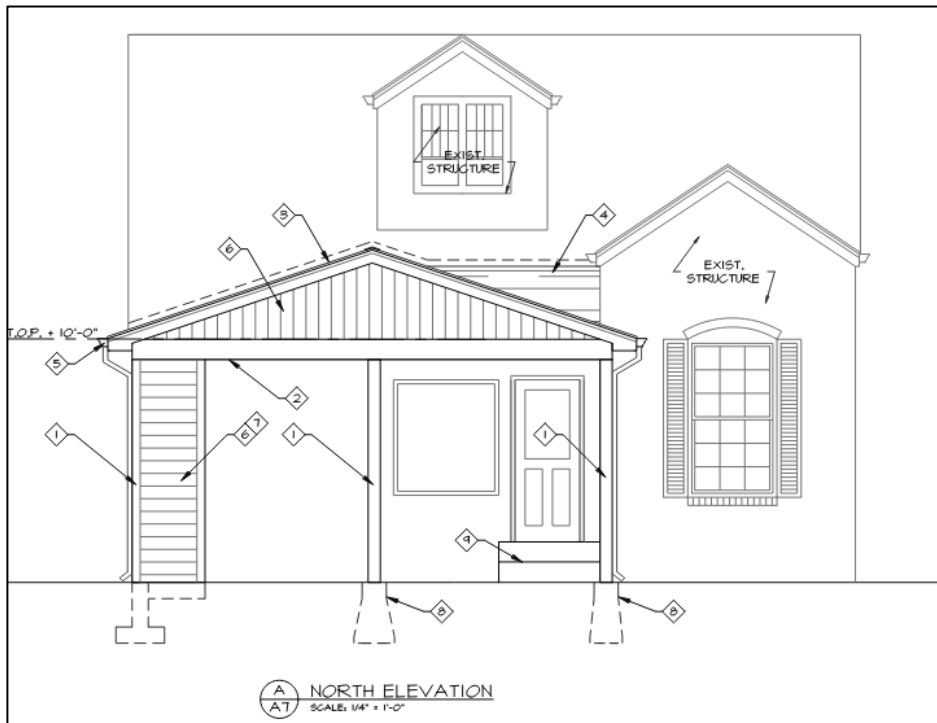 EXIST.
STRUCTURE
3
4
6
EXIST.
STRUCTURE
T.O.P. + 10'-0"
5
2
1
6 7
1
1
9
8
8
A
A7
NORTH ELEVATION
SCALE: 1/4" = 1'-0"